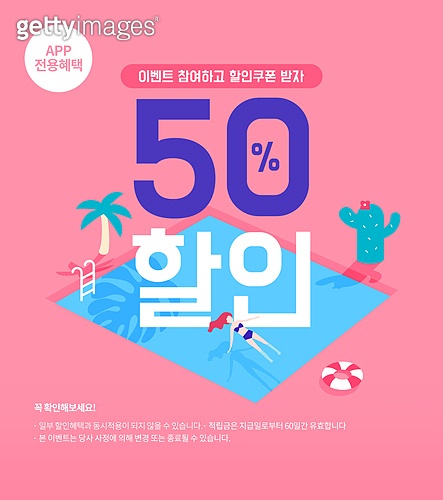 gettyimages®
APP
전용혜택
이벤트 참여하고 할인쿠폰 받자
50%
할인
꼭 확인해보세요!
· 일부 할인혜택과 동시적용이 되지 않을 수 있습니다. · 적립금은 지급일로부터 60일간 유효합니다
· 본 이벤트는 당사 사정에 의해 변경 또는 종료될 수 있습니다.